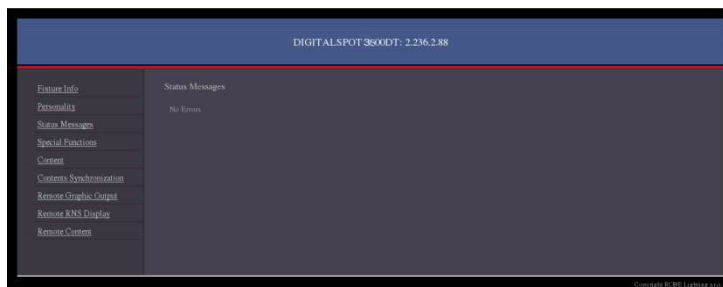 DIGITALSPOT 3500DT: 2.236.2.88
Fixture Info
Personality
Status Messages
Special Functions
Content
Contents Synchronization
Remote Graphic Output
Remote RNS Display
Remote Content
Status Messages
No Errors
Copyright ROBE Lighting s.r.o.